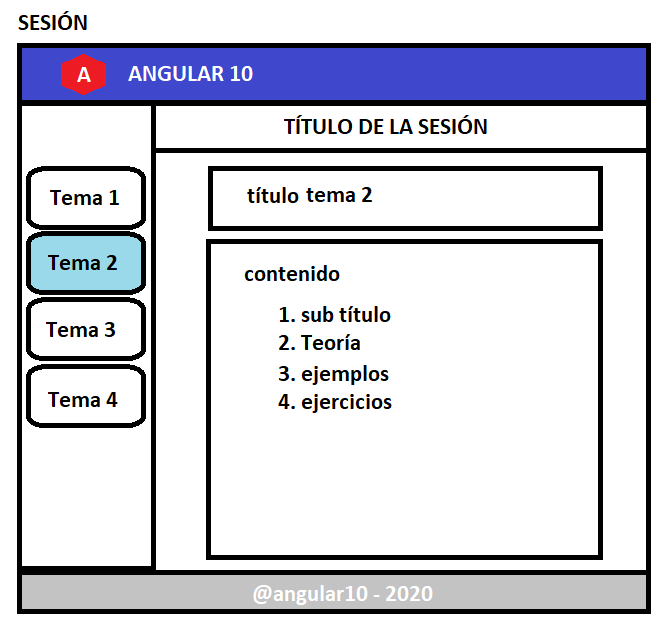 SESIÓN
A ANGULAR 10
TÍTULO DE LA SESIÓN
Tema 1
Tema 2
Tema 3
Tema 4
título tema 2
contenido
1. sub título
2. Teoría
3. ejemplos
4. ejercicios
@angular10 - 2020